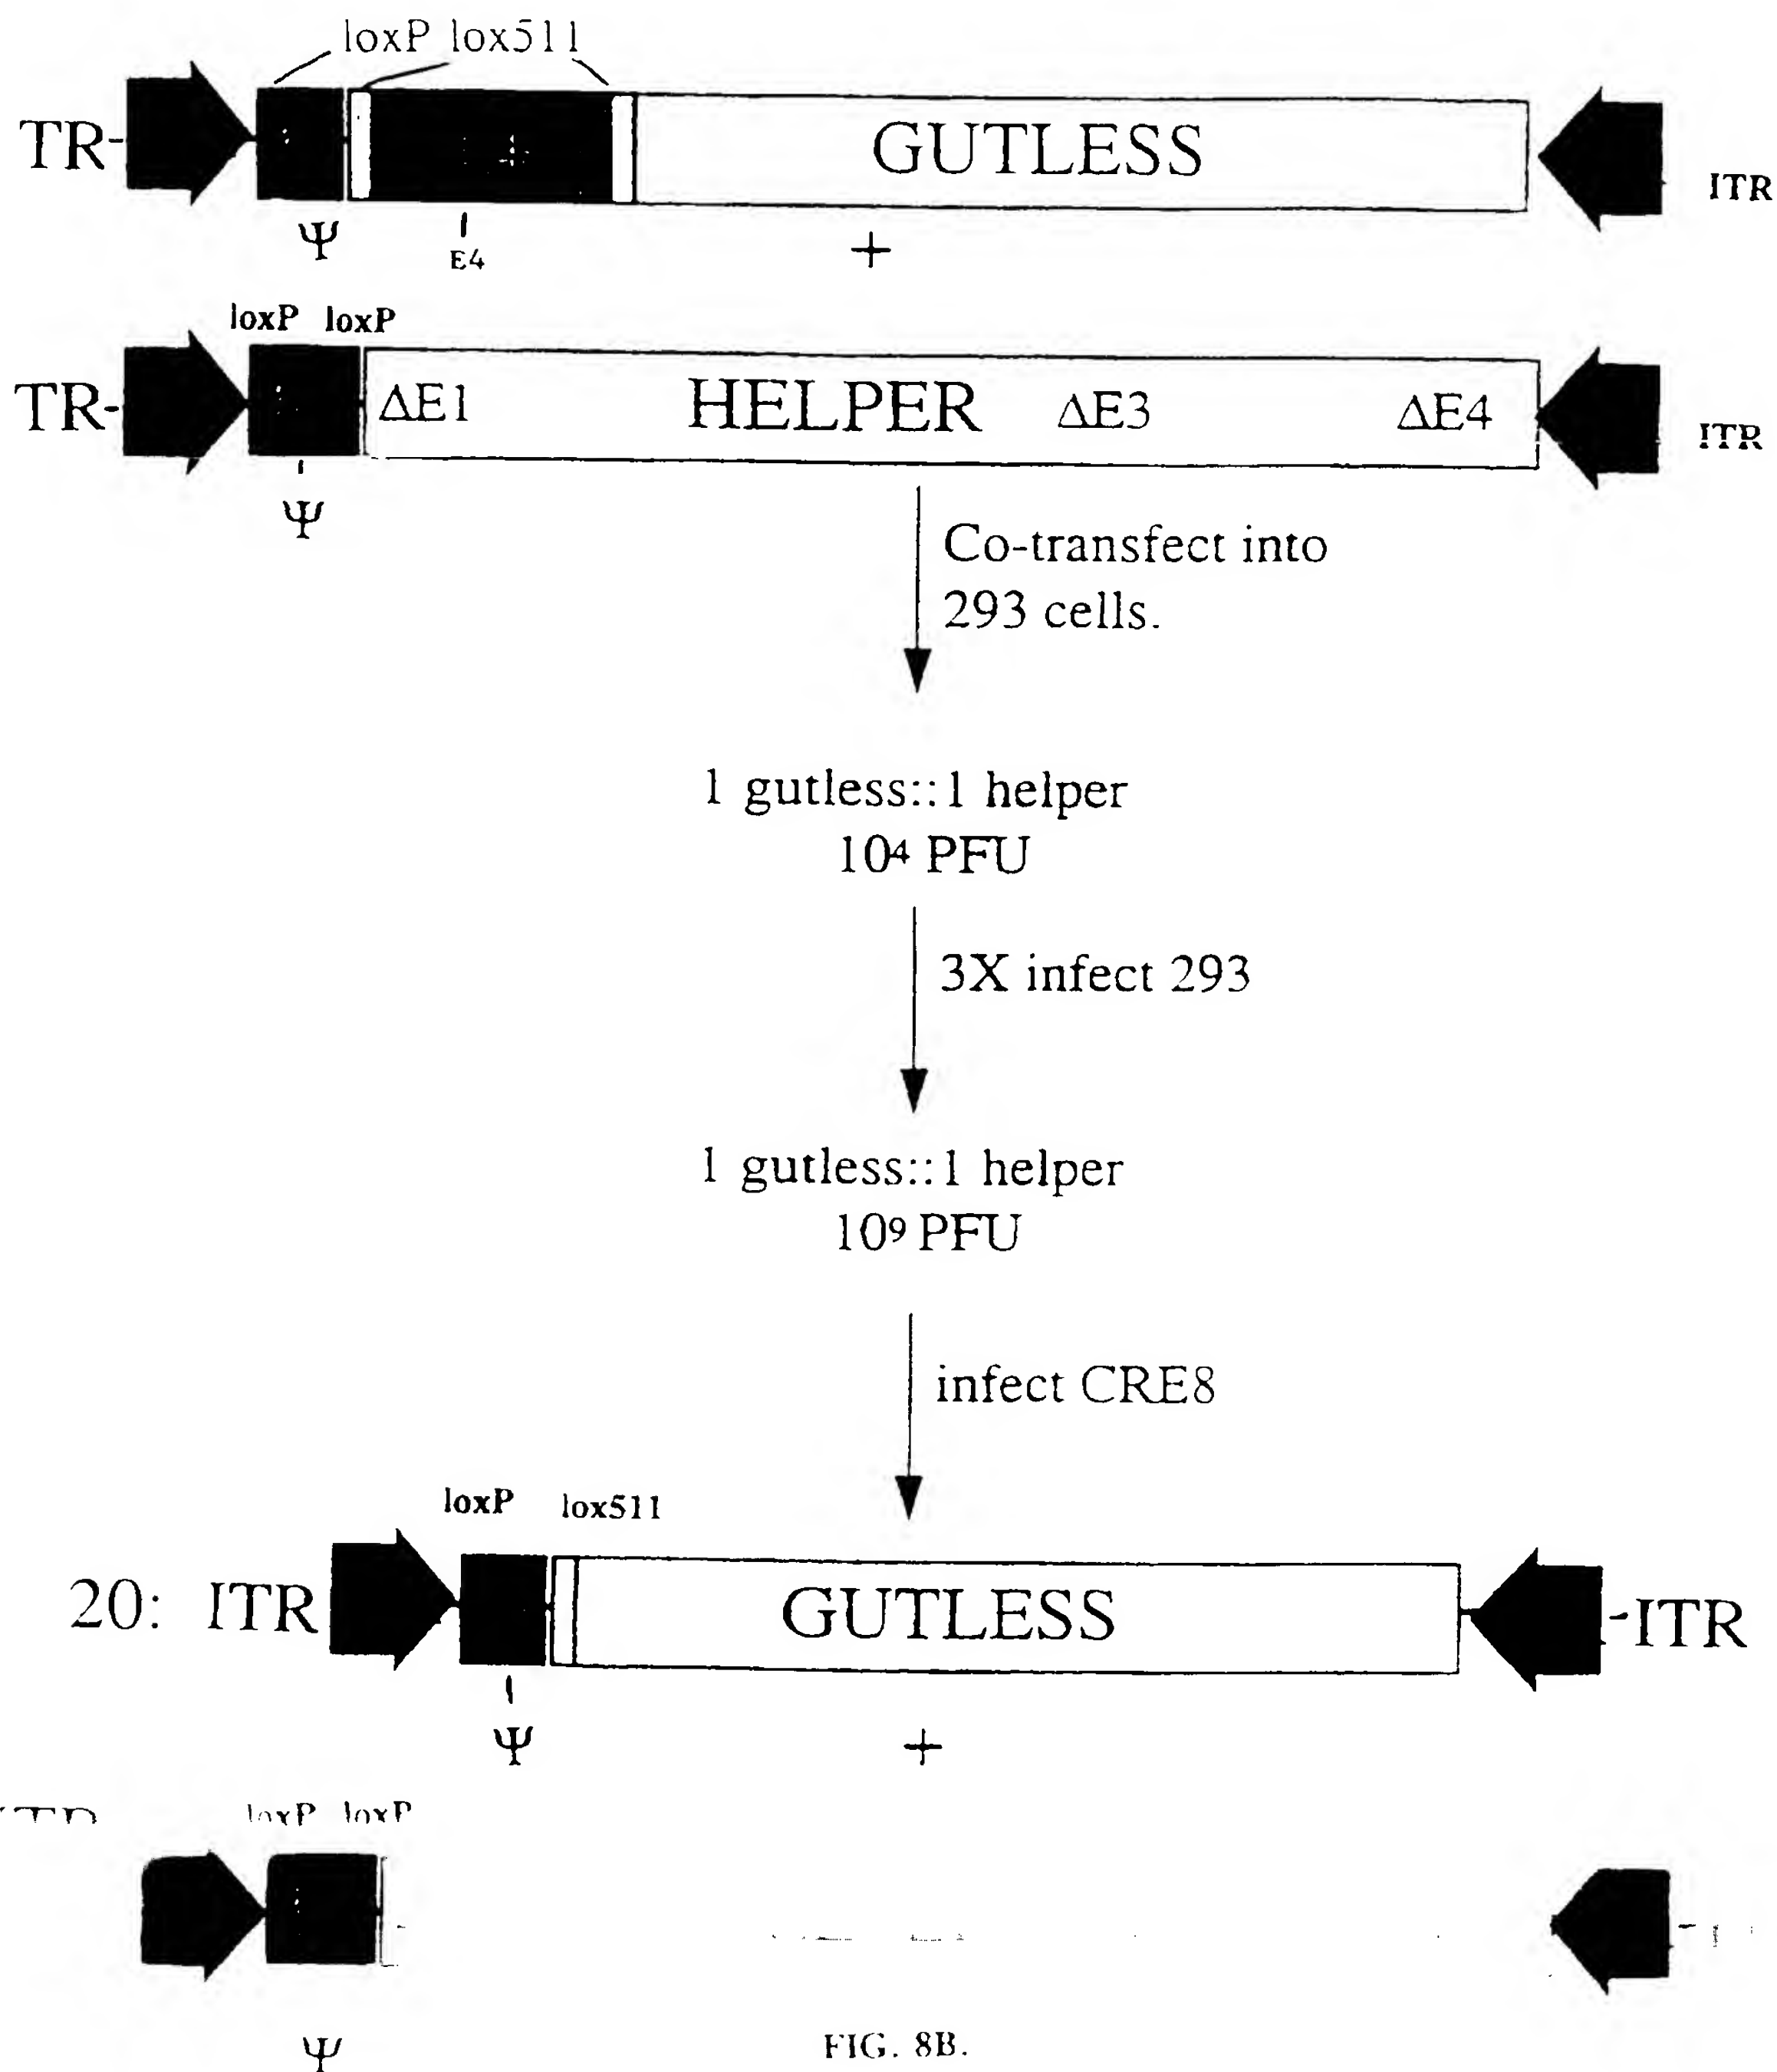 loxP lox511
TR-
GUTLESS
ITR
Ψ
E4
+
loxP loxP
TR-
ΔE1 HELPER ΔE3 ΔE4
ITR
Ψ
Co-transfect into
293 cells.
1 gutless::1 helper
10⁴ PFU
3X infect 293
1 gutless::1 helper
10⁹ PFU
infect CRE8
loxP lox511
20: ITR
GUTLESS
-ITR
Ψ
+
loxP loxP
Ψ
FIG. 8B.